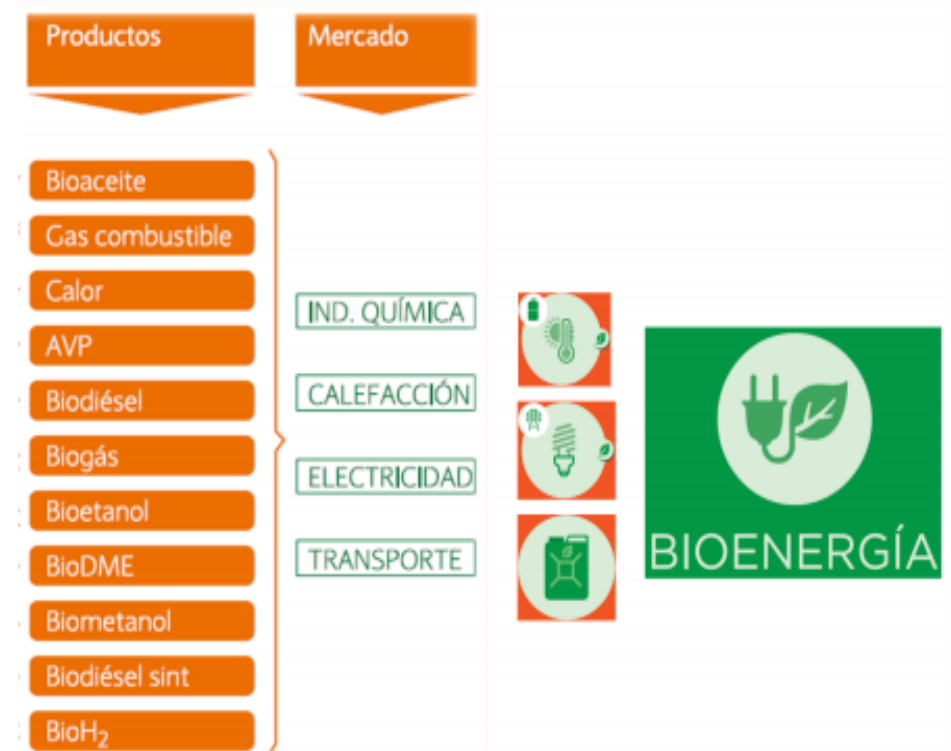 Productos
Mercado
Bioaceite
Gas combustible
Calor
AVP
Biodiésel
Biogás
Bioetanol
BioDME
Biometanol
Biodiésel sint
BioH₂
IND. QUÍMICA
CALEFACCIÓN
ELECTRICIDAD
TRANSPORTE
BIOENERGÍA